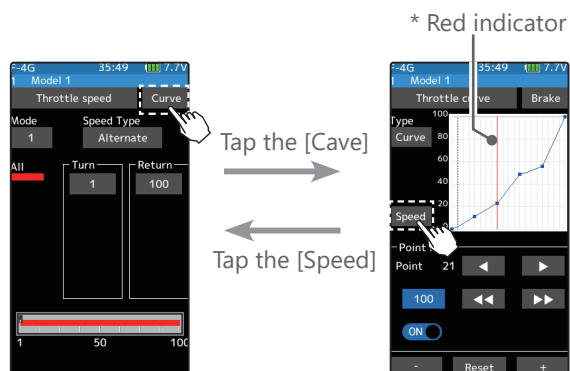 * Red indicator
F-4G 35:49 7.7V
1 Model 1
Throttle speed Curve
Mode Speed Type
1 Alternate
All
Turn Return
1 100
1 50 100
Tap the [Cave]
Tap the [Speed]
F-4G 35:49 7.7V
1 Model 1
Throttle curve Brake
Type
Curve
100
80
60
40
20
0
Speed
Point
Point 21
100
ON
- Reset +